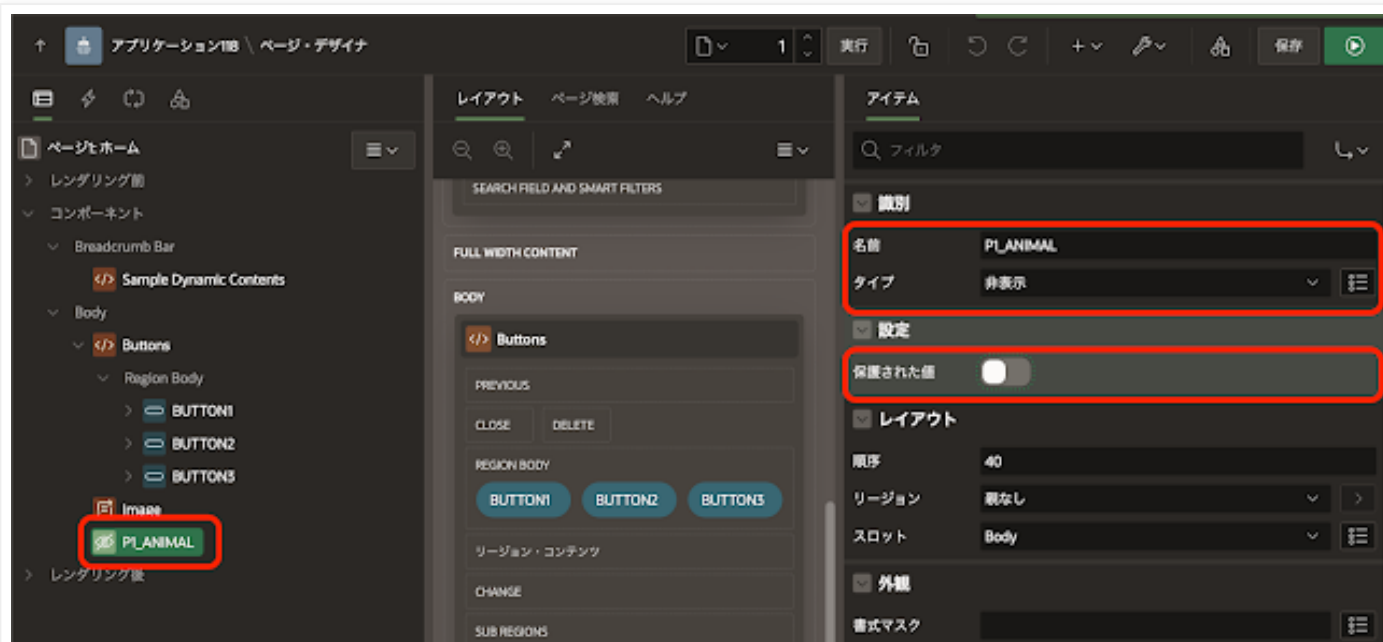 アプリケーション118 \ ページ・デザイナ
1
実行
保存
ページ1: ホーム
レンダリング前
コンポーネント
Breadcrumb Bar
Sample Dynamic Contents
Body
Buttons
Region Body
BUTTON1
BUTTON2
BUTTON3
Image
P1_ANIMAL
レンダリング後
レイアウト ページ検索 ヘルプ
SEARCH FIELD AND SMART FILTERS
FULL WIDTH CONTENT
BODY
Buttons
PREVIOUS
CLOSE DELETE
REGION BODY
BUTTON1 BUTTON2 BUTTON3
リージョン・コンテンツ
CHANGE
SUB REGIONS
アイテム
フィルタ
識別
名前 P1_ANIMAL
タイプ 非表示
設定
保護された値
レイアウト
順序 40
リージョン 親なし
スロット Body
外観
書式マスク